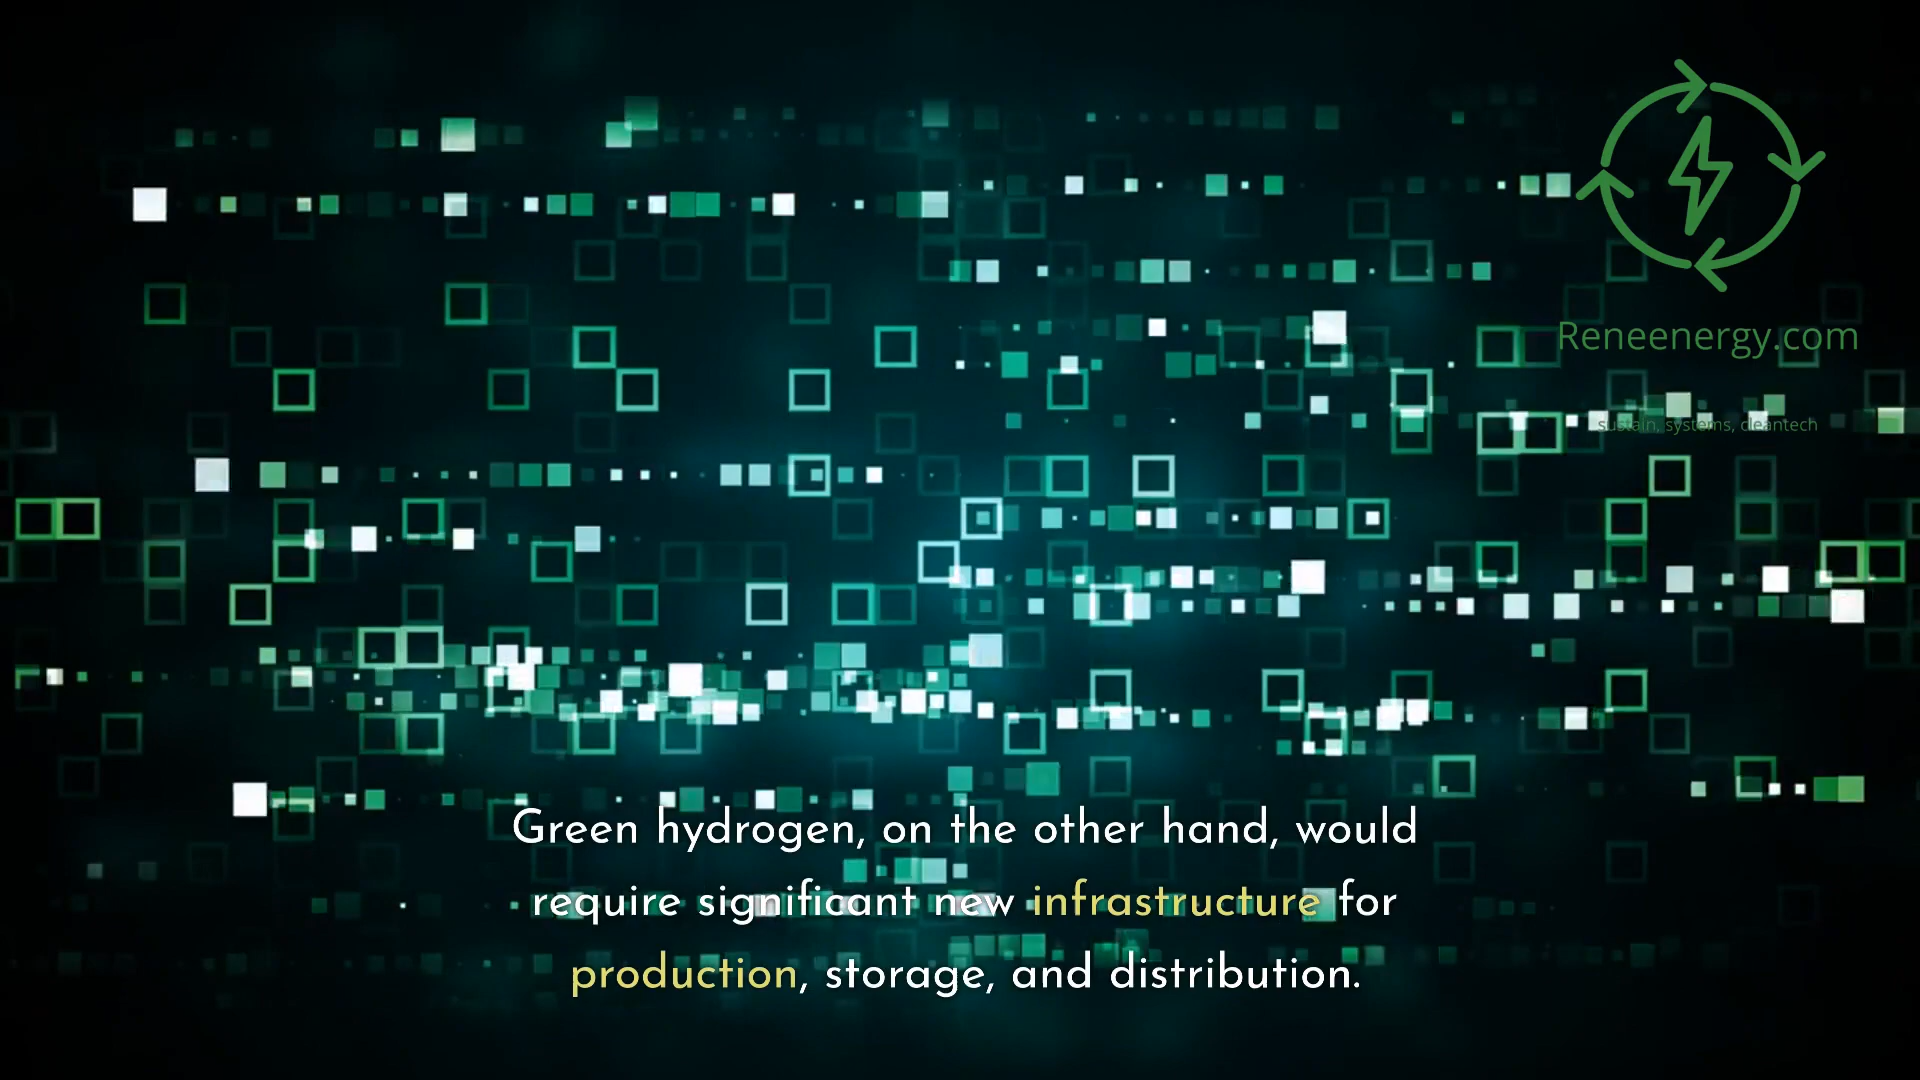 Reneenergy.com
sustain, systems, cleantech
Green hydrogen, on the other hand, would
require significant new infrastructure for
production, storage, and distribution.